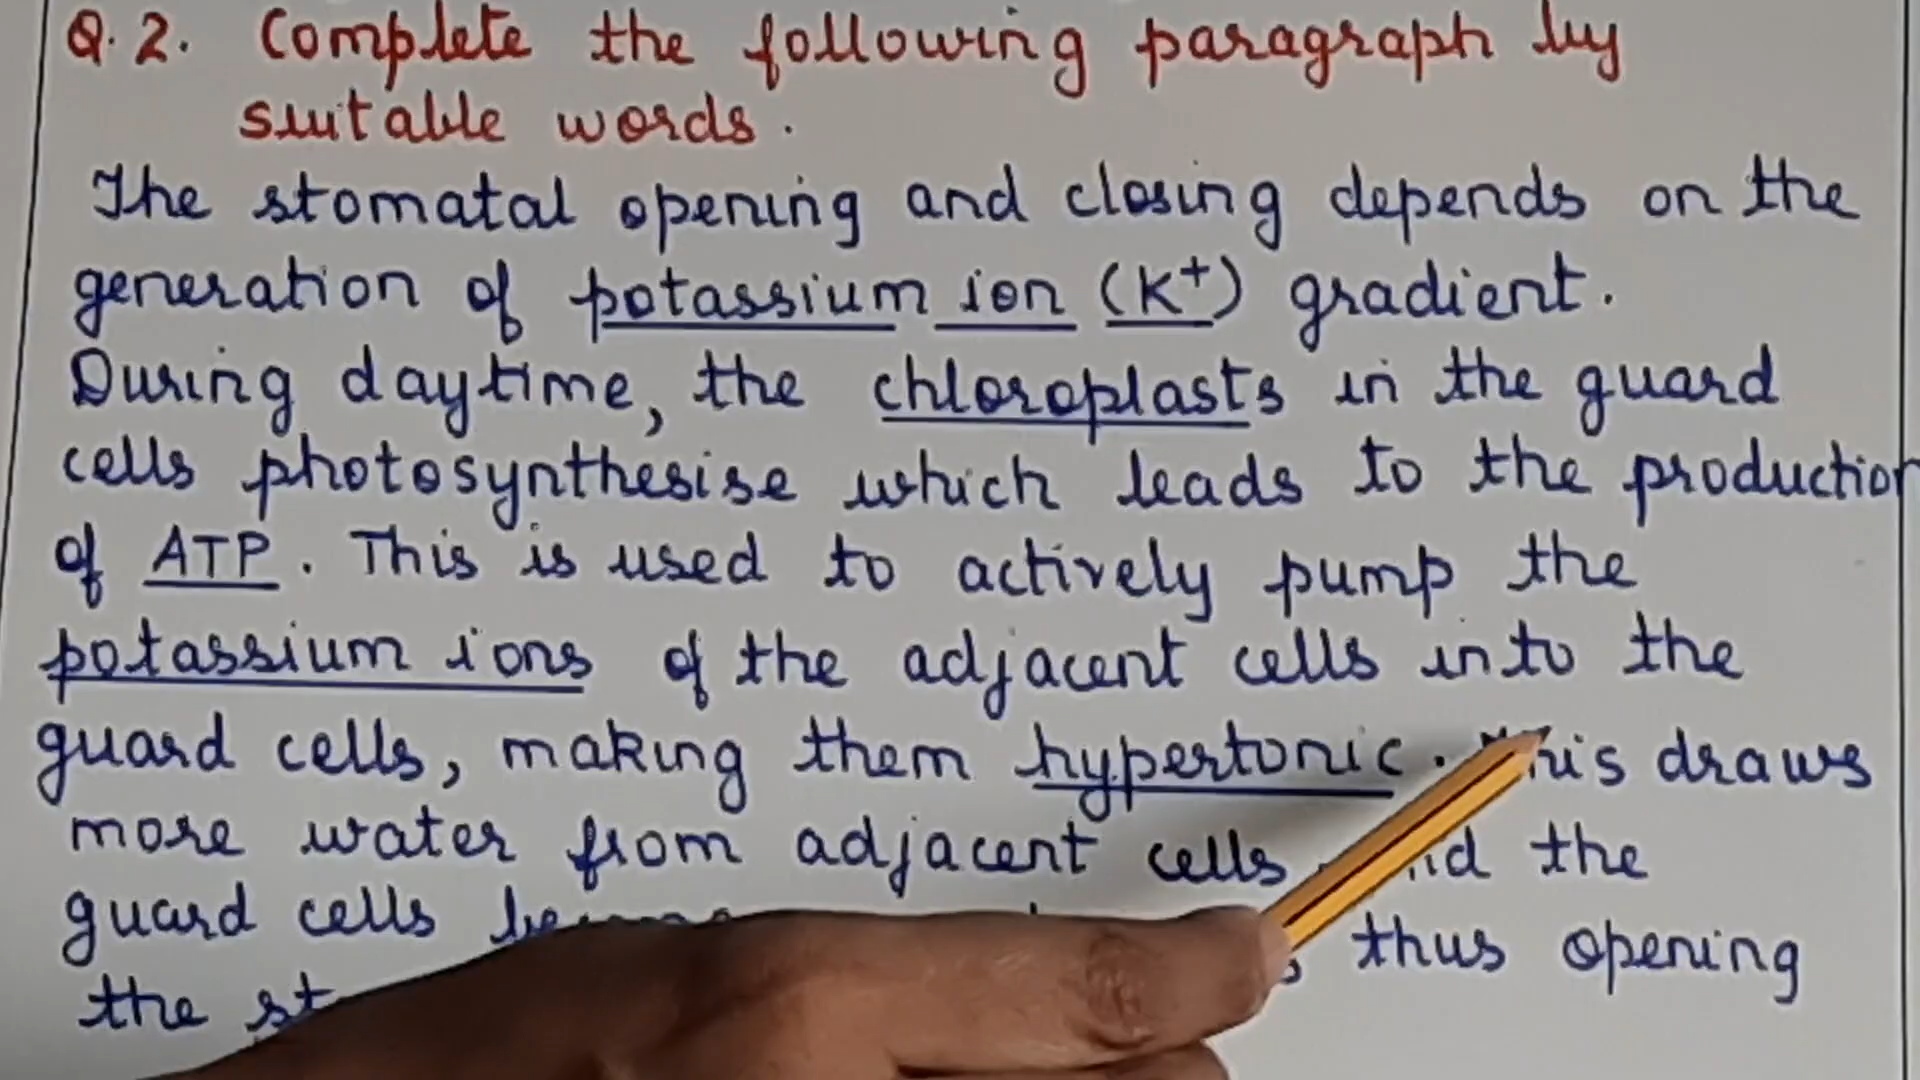 Q. 2. Complete the following paragraph by
suitable words.
The stomatal opening and closing depends on the
generation of potassium ion (K+) gradient.
During daytime, the chloroplasts in the guard
cells photosynthesise which leads to the production
of ATP. This is used to actively pump the
potassium ions of the adjacent cells into the
guard cells, making them hypertonic. This draws
more water from adjacent cells the
guard cells thus opening
the